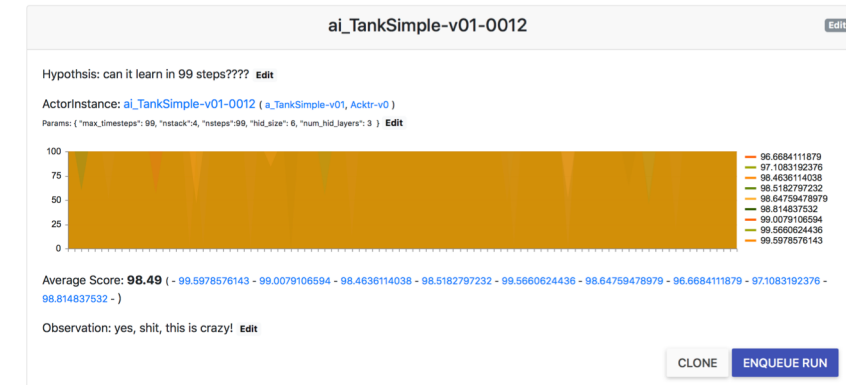 ai_TankSimple-v01-0012
Edit
Hypothsis: can it learn in 99 steps???? Edit
ActorInstance: ai_TankSimple-v01-0012 ( a_TankSimple-v01, Acktr-v0 )
Params: { "max_timesteps": 99, "nstack":4, "nsteps":99, "hid_size": 6, "num_hid_layers": 3 } Edit
100
75
50
25
0
96.6684111879
97.1083192376
98.4636114038
98.5182797232
98.64759478979
98.814837532
99.0079106594
99.5660624436
99.5978576143
Average Score: 98.49 ( - 99.5978576143 - 99.0079106594 - 98.4636114038 - 98.5182797232 - 99.5660624436 - 98.64759478979 - 96.6684111879 - 97.1083192376 -
98.814837532 - )
Observation: yes, shit, this is crazy! Edit
CLONE
ENQUEUE RUN